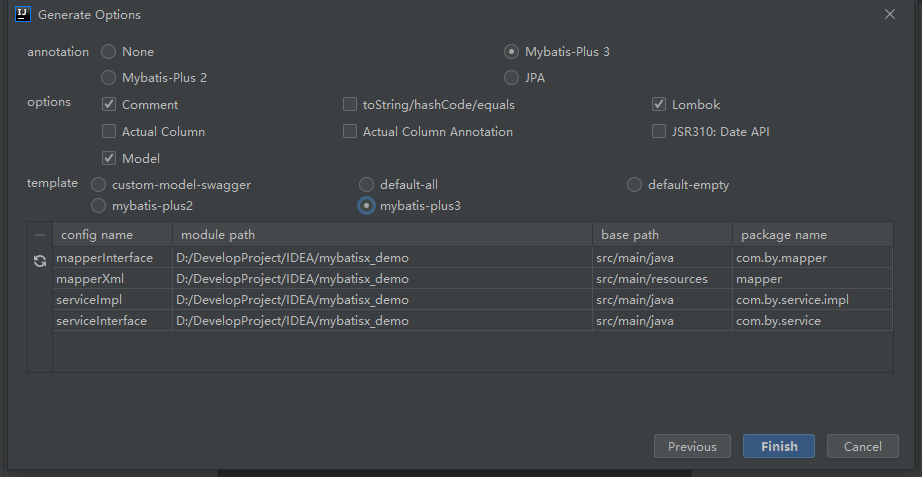 IJ Generate Options
annotation None Mybatis-Plus 3
Mybatis-Plus 2 JPA
options Comment toString/hashCode/equals Lombok
Actual Column Actual Column Annotation JSR310: Date API
Model
template custom-model-swagger default-all default-empty
mybatis-plus2 mybatis-plus3
config name module path base path package name
mapperInterface D:/DevelopProject/IDEA/mybatisx_demo src/main/java com.by.mapper
mapperXml D:/DevelopProject/IDEA/mybatisx_demo src/main/resources mapper
serviceImpl D:/DevelopProject/IDEA/mybatisx_demo src/main/java com.by.service.impl
serviceInterface D:/DevelopProject/IDEA/mybatisx_demo src/main/java com.by.service
Previous Finish Cancel